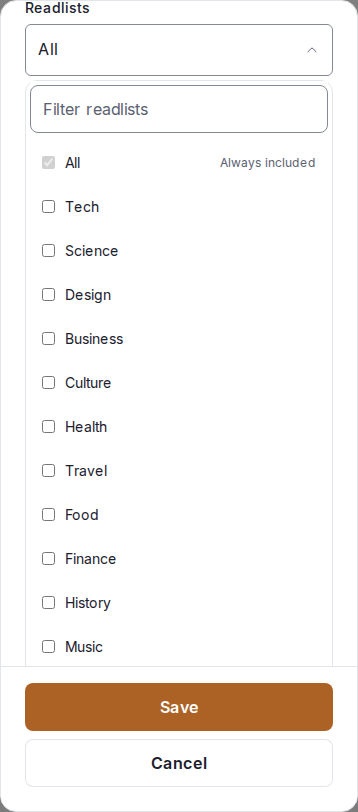 Readlists
All
Filter readlists
All Always included
Tech
Science
Design
Business
Culture
Health
Travel
Food
Finance
History
Music
Save
Cancel